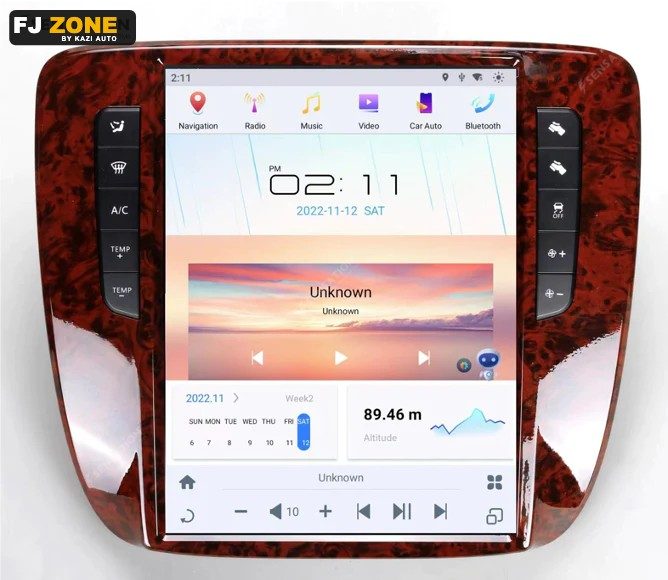 FJ ZONE
BY KAZI AUTO
2:11
Navigation Radio Music Video Car Auto Bluetooth
PM
02:11
2022-11-12 SAT
A/C
TEMP
+
TEMP
−
OFF
+
−
Unknown
Unknown
2022.11 > Week2
SUN MON TUE WED THU FRI SAT
6 7 8 9 10 11 12
89.46 m
Altitude
Unknown
− 10 +